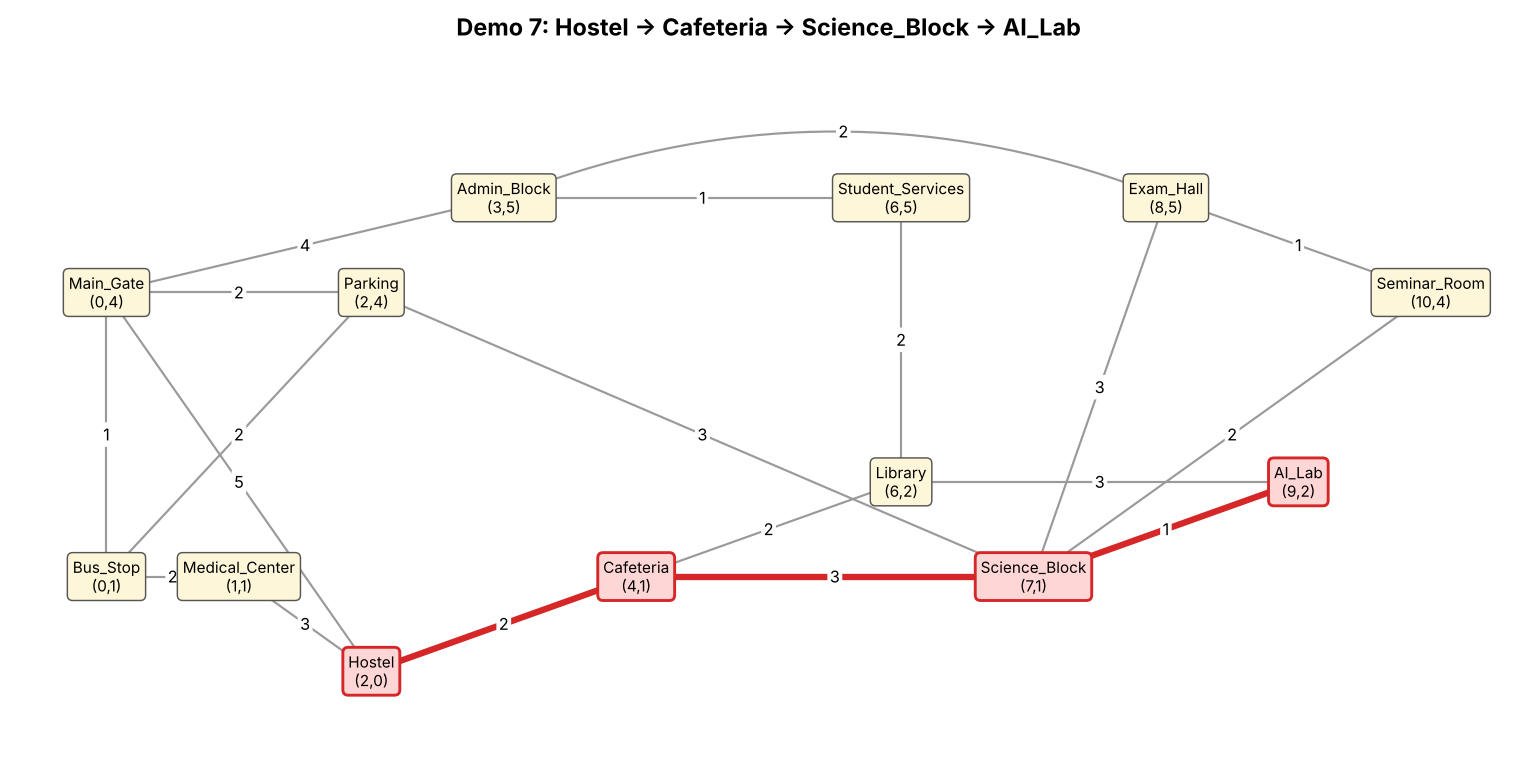 Demo 7: Hostel → Cafeteria → Science_Block → AI_Lab
2
Admin_Block
(3,5)
1
Student_Services
(6,5)
Exam_Hall
(8,5)
4
1
Main_Gate
(0,4)
2
Parking
(2,4)
Seminar_Room
(10,4)
2
3
1
2
3
2
5
Library
(6,2)
3
AI_Lab
(9,2)
2
1
Bus_Stop
(0,1)
2
Medical_Center
(1,1)
Cafeteria
(4,1)
3
Science_Block
(7,1)
3
2
Hostel
(2,0)